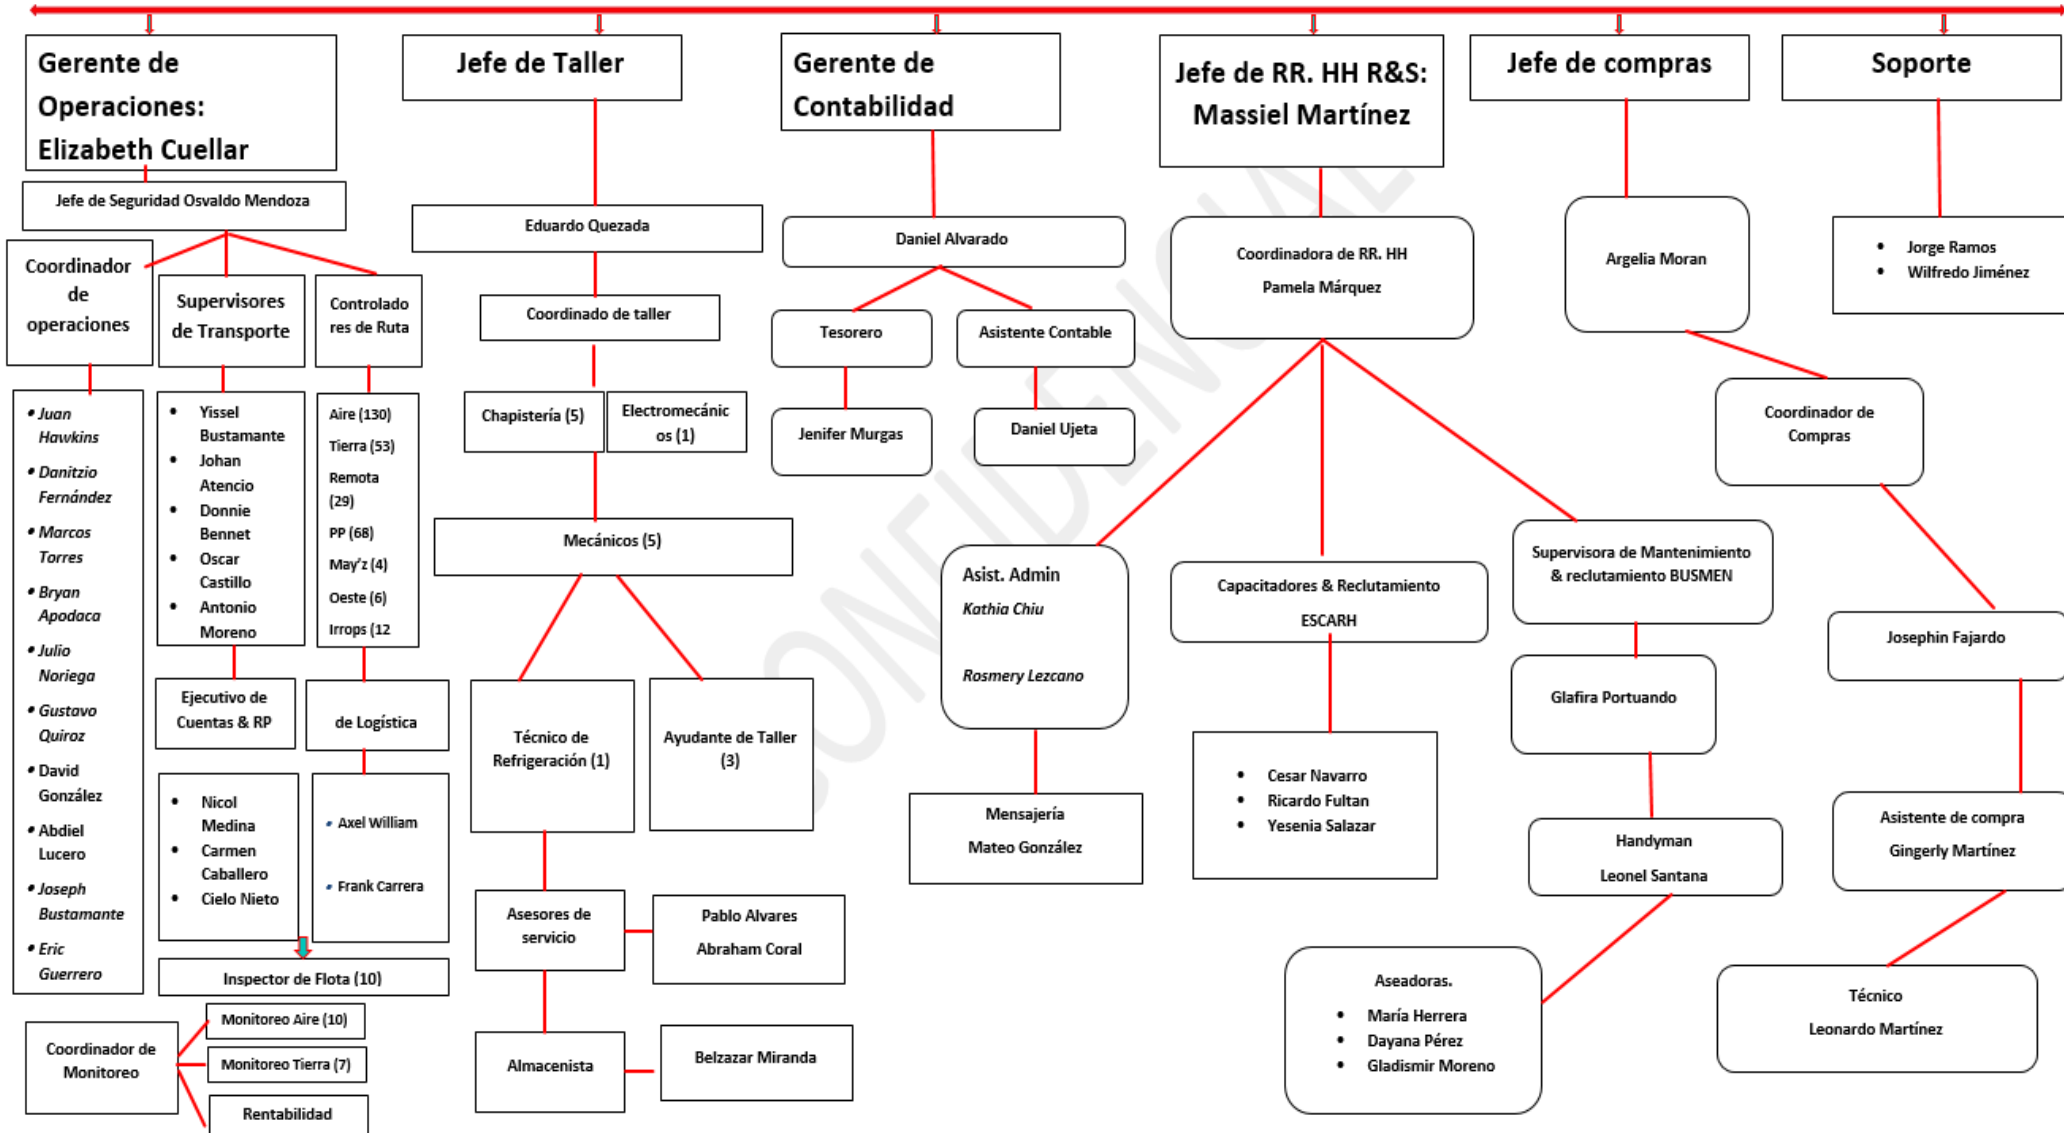 Gerente de
Operaciones:
Elizabeth Cuellar
Jefe de Seguridad Osvaldo Mendoza
Coordinador
de
operaciones
Supervisores
de Transporte
Controlado
res de Ruta
• Juan
Hawkins
• Danitzio
Fernández
• Marcos
Torres
• Bryan
Apodaca
• Julio
Noriega
• Gustavo
Quiroz
• David
González
• Abdiel
Lucero
• Joseph
Bustamante
• Eric
Guerrero
• Yissel
Bustamante
• Johan
Atencio
• Donnie
Bennet
• Oscar
Castillo
• Antonio
Moreno
Aire (130)
Tierra (53)
Remota
(29)
PP (68)
May'z (4)
Oeste (6)
Irrops (12
Ejecutivo de
Cuentas & RP
de Logística
• Nicol
Medina
• Carmen
Caballero
• Cielo Nieto
• Axel William
• Frank Carrera
Inspector de Flota (10)
Coordinador de
Monitoreo
Monitoreo Aire (10)
Monitoreo Tierra (7)
Rentabilidad
Jefe de Taller
Eduardo Quezada
Coordinado de taller
Chapistería (5)
Electromecánic
os (1)
Mecánicos (5)
Técnico de
Refrigeración (1)
Ayudante de Taller
(3)
Asesores de
servicio
Pablo Alvares
Abraham Coral
Almacenista
Belzazar Miranda
Gerente de
Contabilidad
Daniel Alvarado
Tesorero
Asistente Contable
Jenifer Murgas
Daniel Ujeta
Jefe de RR. HH R&S:
Massiel Martínez
Coordinadora de RR. HH
Pamela Márquez
Asist. Admin
Kathia Chiu
Rosmery Lezcano
Mensajería
Mateo González
Capacitadores & Reclutamiento
ESCARH
• Cesar Navarro
• Ricardo Fultan
• Yesenia Salazar
Supervisora de Mantenimiento
& reclutamiento BUSMEN
Glafira Portuando
Handyman
Leonel Santana
Aseadoras.
• María Herrera
• Dayana Pérez
• Gladismir Moreno
Jefe de compras
Argelia Moran
Coordinador de
Compras
Josephin Fajardo
Asistente de compra
Gingerly Martínez
Técnico
Leonardo Martínez
Soporte
• Jorge Ramos
• Wilfredo Jiménez
CONFIDENCIAL